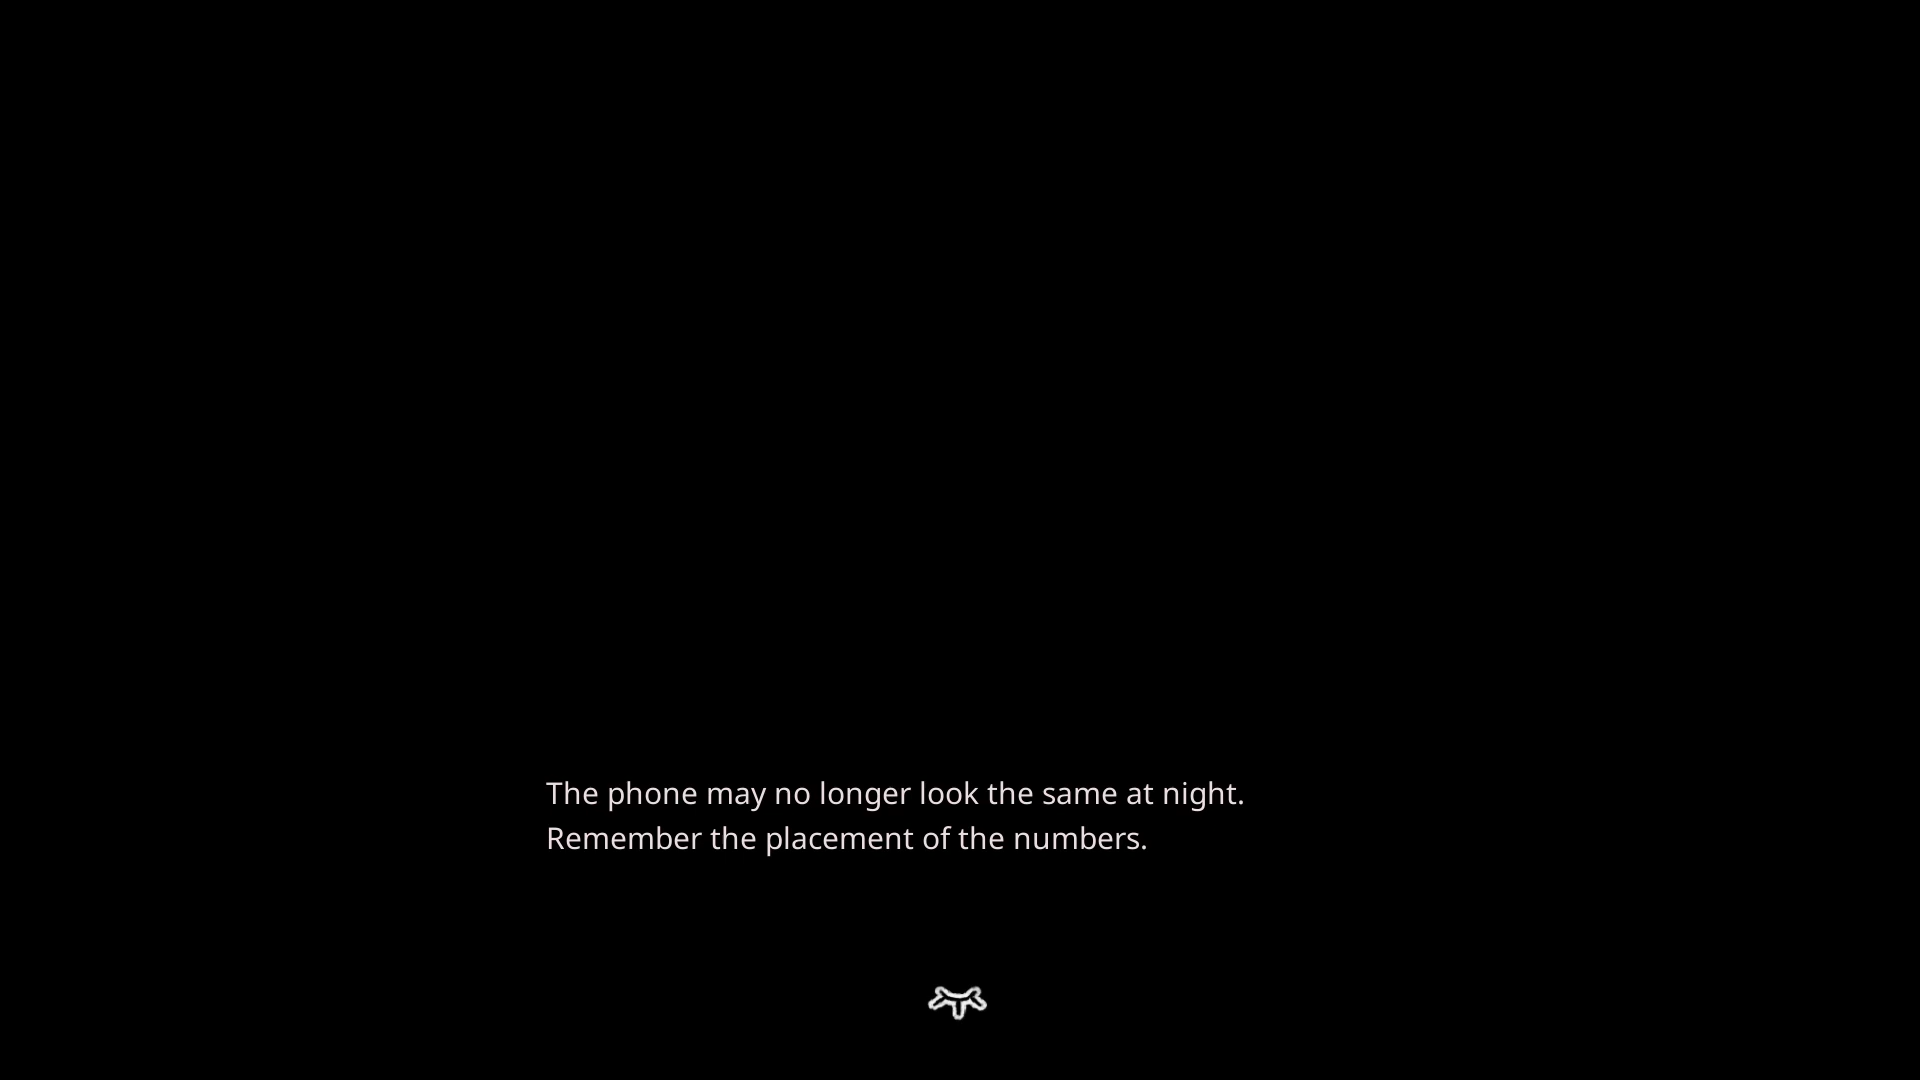 The phone may no longer look the same at night.
Remember the placement of the numbers.